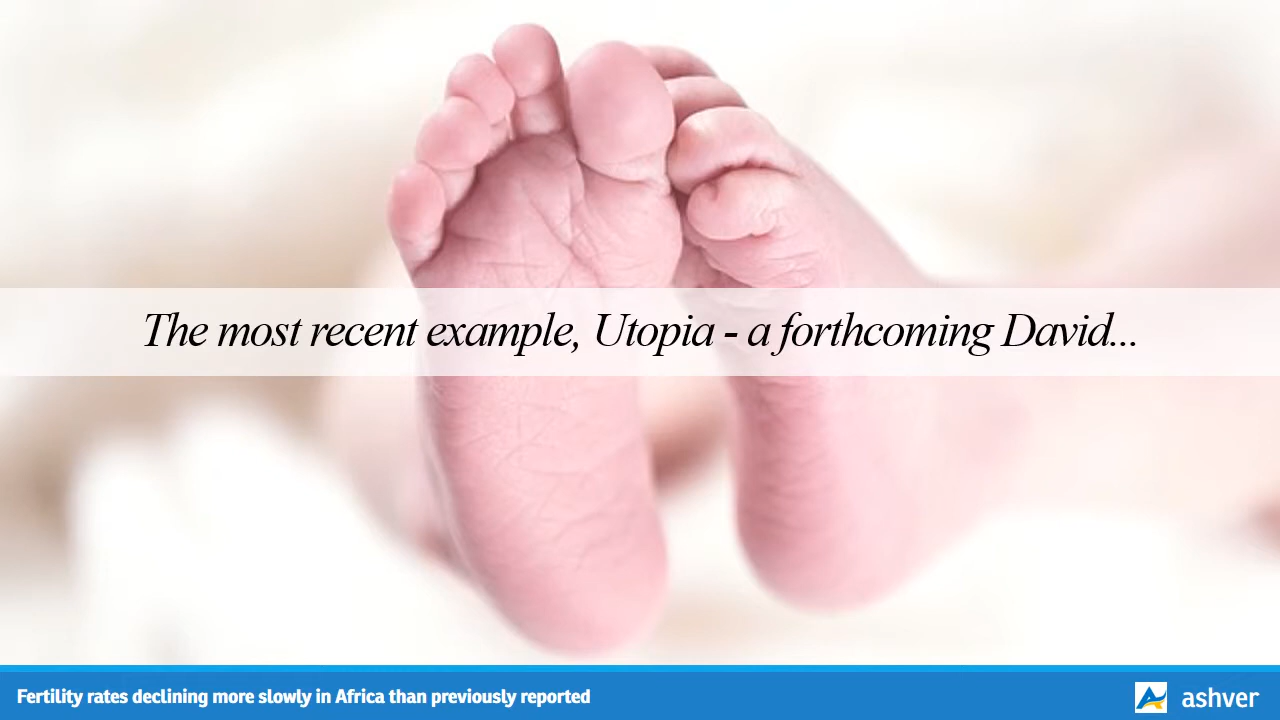 The most recent example, Utopia - a forthcoming David...
Fertility rates declining more slowly in Africa than previously reported
ashver